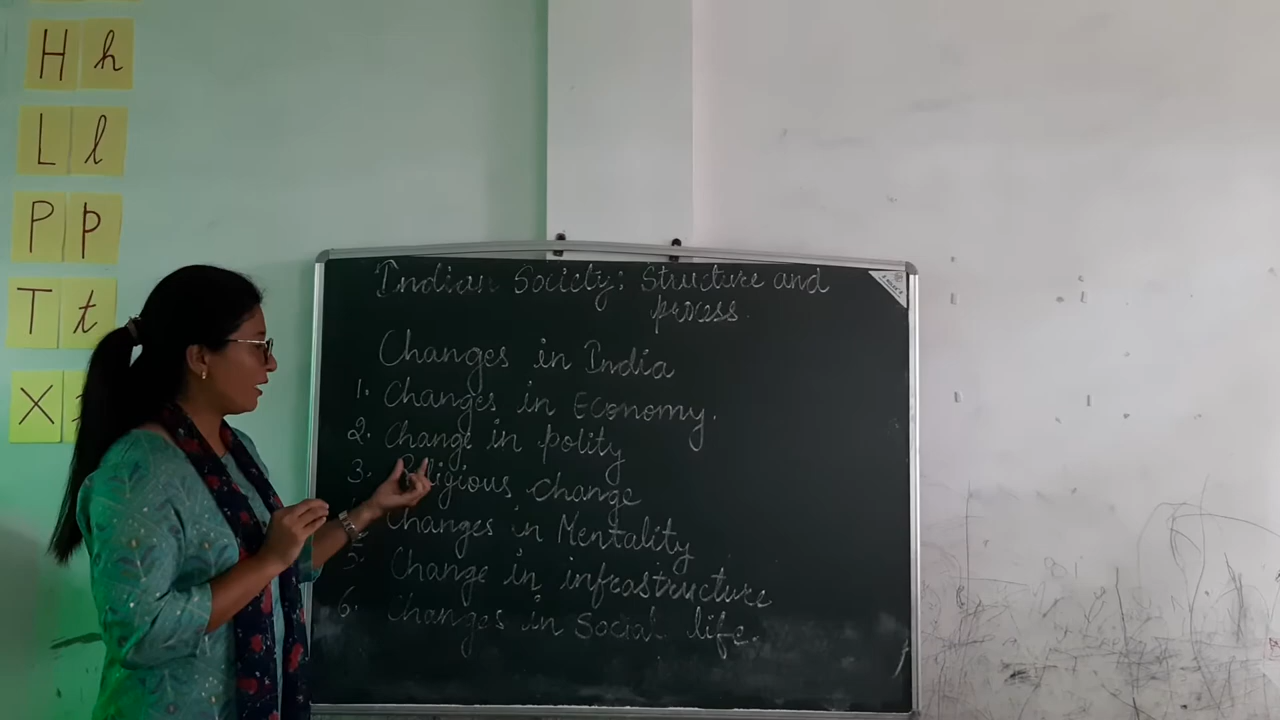 H h
L l
P p
T t
X
Indian Society: Structure and
process.
Changes in India
1. Changes in Economy.
2. Change in polity
3. Religious change
Changes in Mentality
5. Change in infrastructure
6. Changes in Social life.